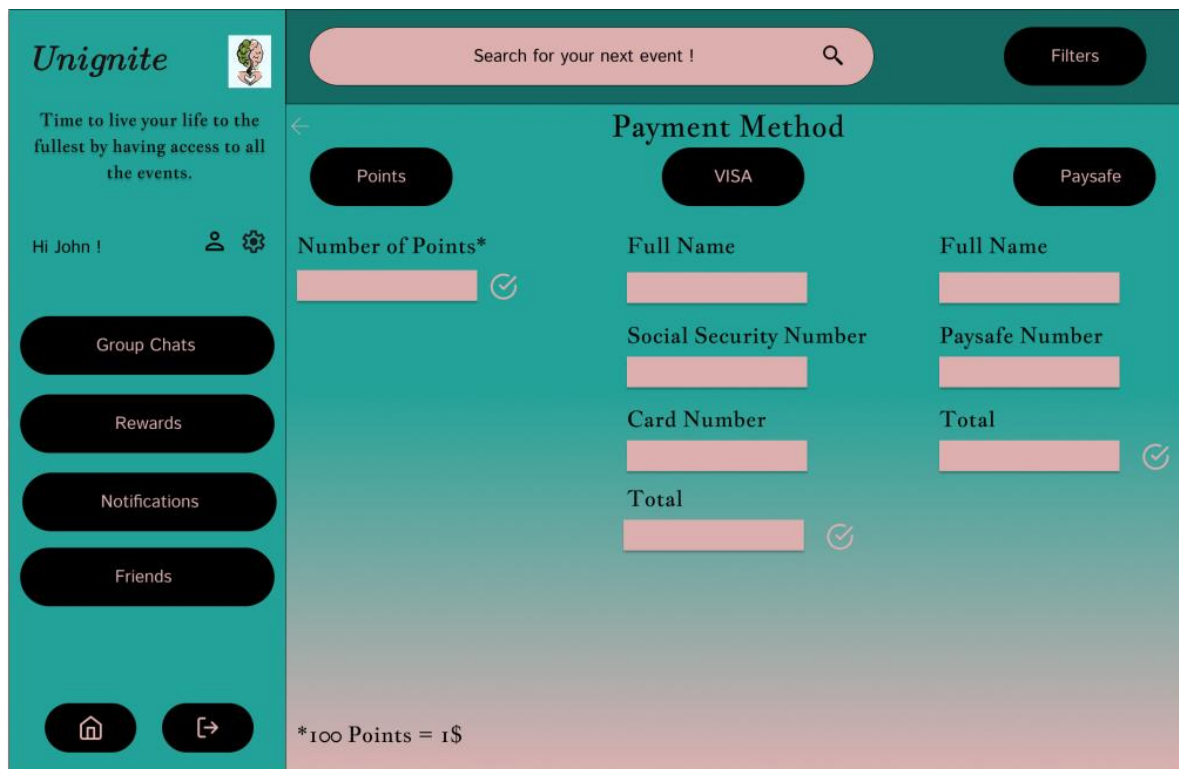 Unignite
Time to live your life to the
fullest by having access to all
the events.
Hi John !
Group Chats
Rewards
Notifications
Friends
Search for your next event !
Filters
Payment Method
Points
VISA
Paysafe
Number of Points*
Full Name
Social Security Number
Card Number
Total
Full Name
Paysafe Number
Total
*100 Points = 1$